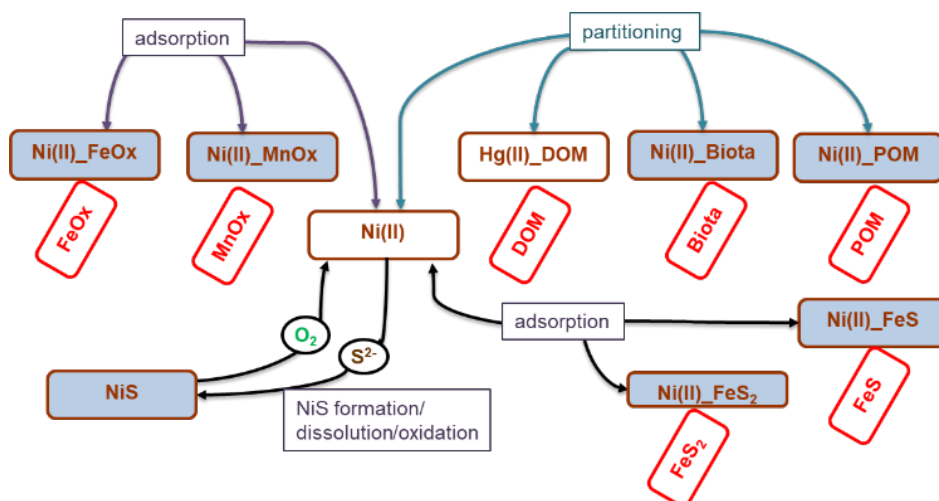 adsorption
partitioning
Ni(II)_FeOx
Ni(II)_MnOx
Hg(II)_DOM
Ni(II)_Biota
Ni(II)_POM
FeOx
MnOx
DOM
Biota
POM
Ni(II)
adsorption
Ni(II)_FeS
O₂
S²⁻
NiS
NiS formation/
dissolution/oxidation
Ni(II)_FeS₂
FeS
FeS₂